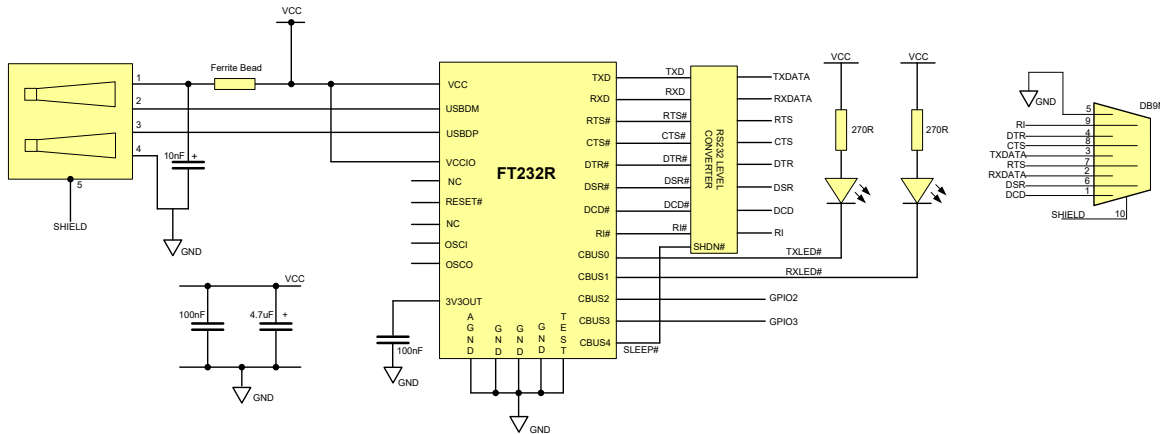 VCC
Ferrite Bead
1
2
3
4
5
SHIELD
10nF +
GND
VCC
100nF
4.7uF +
GND
FT232R
VCC
USBDM
USBDP
VCCIO
NC
RESET#
NC
OSCI
OSCO
3V3OUT
100nF
GND
AGND
GND
GND
GND
TEST
GND
TXD
RXD
RTS#
CTS#
DTR#
DSR#
DCD#
RI#
CBUS0
CBUS1
CBUS2
CBUS3
CBUS4
TXD
RXD
RTS#
CTS#
DTR#
DSR#
DCD#
RI#
SLEEP#
RS232 LEVEL
CONVERTER
SHDN#
TXDATA
RXDATA
RTS
CTS
DTR
DSR
DCD
RI
TXLED#
RXLED#
GPIO2
GPIO3
VCC
270R
VCC
270R
GND
RI
DTR
CTS
TXDATA
RTS
RXDATA
DSR
DCD
SHIELD
5
9
4
8
3
7
2
6
1
10